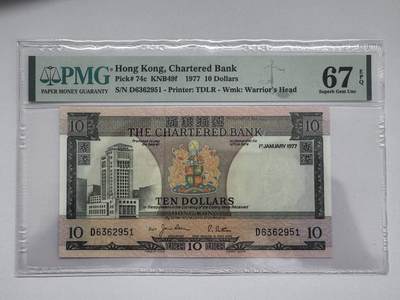 PMG
PAPER MONEY GUARANTY
Hong Kong, Chartered Bank
Pick# 74c KNB49f 1977 10 Dollars
S/N D6362951 - Printer: TDLR - Wmk: Warrior's Head
67 EPQ
Superb Gem Unc
10 10
THE CHARTERED BANK
1ST JANUARY 1977
TEN DOLLARS
HONG KONG
D6362951 D6362951
10 10 10